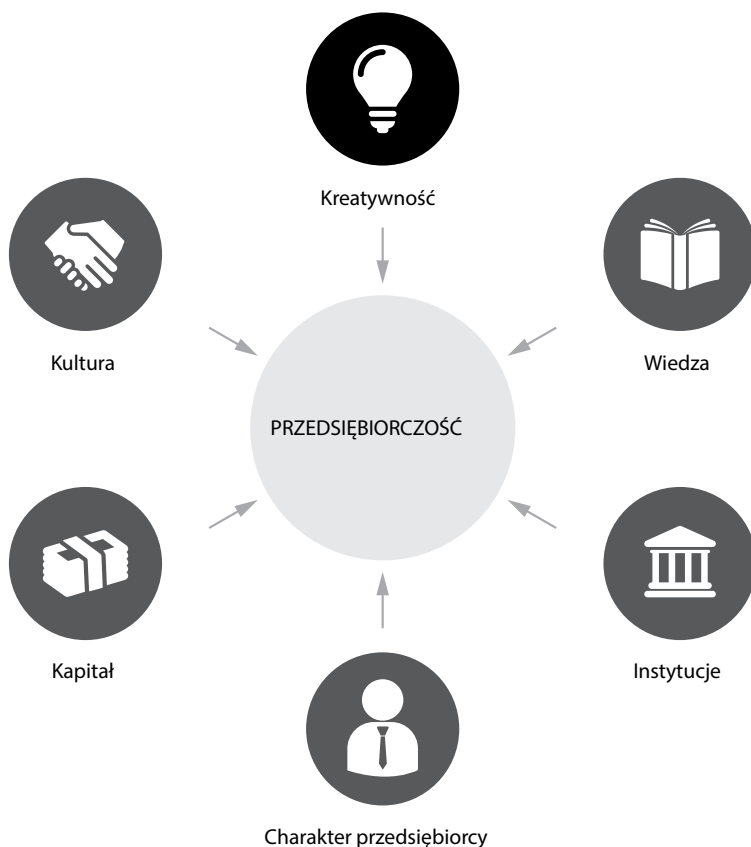 Kreatywność
Kultura
Wiedza
PRZEDSIĘBIORCZOŚĆ
Kapitał
Instytucje
Charakter przedsiębiorcy